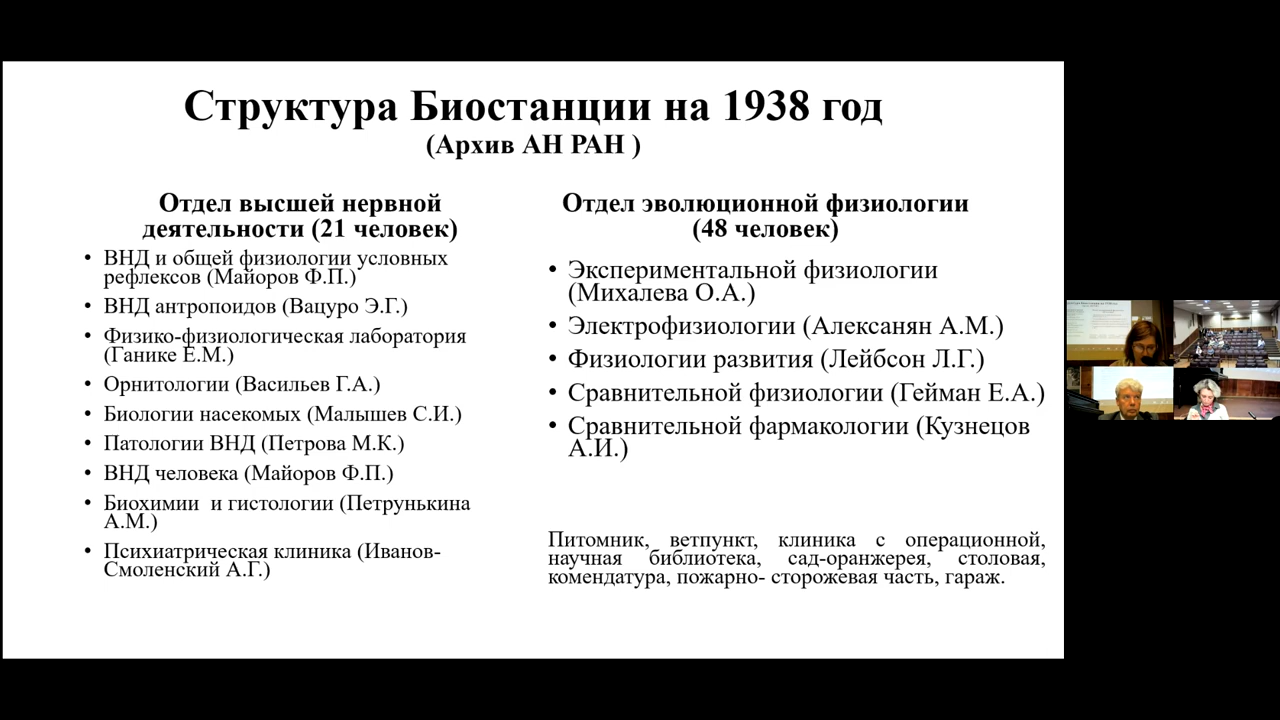 Структура Биостанции на 1938 год
(Архив АН РАН )
Отдел высшей нервной
деятельности (21 человек)
• ВНД и общей физиологии условных
рефлексов (Майоров Ф.П.)
• ВНД антропоидов (Вацуро Э.Г.)
• Физико-физиологическая лаборатория
(Ганике Е.М.)
• Орнитологии (Васильев Г.А.)
• Биологии насекомых (Малышев С.И.)
• Патологии ВНД (Петрова М.К.)
• ВНД человека (Майоров Ф.П.)
• Биохимии и гистологии (Петрунькина
А.М.)
• Психиатрическая клиника (Иванов-
Смоленский А.Г.)
Отдел эволюционной физиологии
(48 человек)
• Экспериментальной физиологии
(Михалева О.А.)
• Электрофизиологии (Алексанян А.М.)
• Физиологии развития (Лейбсон Л.Г.)
• Сравнительной физиологии (Гейман Е.А.)
• Сравнительной фармакологии (Кузнецов
А.И.)
Питомник, ветпункт, клиника с операционной,
научная библиотека, сад-оранжерея, столовая,
комендатура, пожарно- сторожевая часть, гараж.